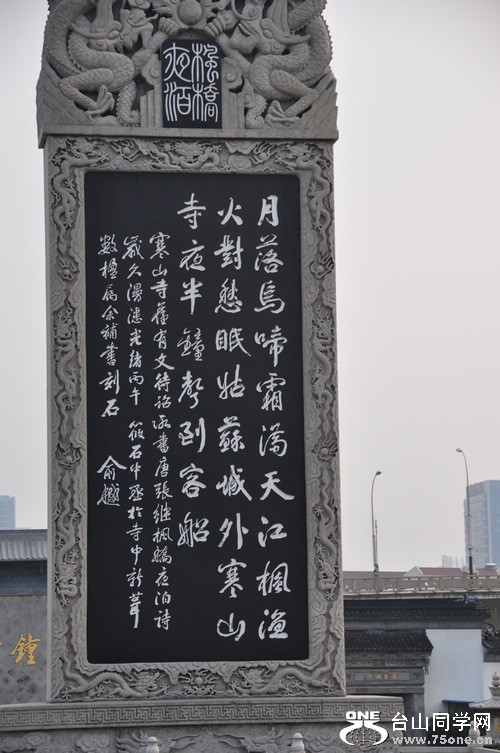 楓橋
夜泊
月落烏啼霜滿天江楓漁
火對愁眠姑蘇城外寒山
寺夜半鐘聲到客船
寒山寺舊有文待詔所書唐張繼楓橋夜泊詩
歲久漫漶光緒丙午筱石中丞於寺中新葺
數楹屬余補書刻石
俞樾
鐘
ONE
台山同学网
www.75one.cn